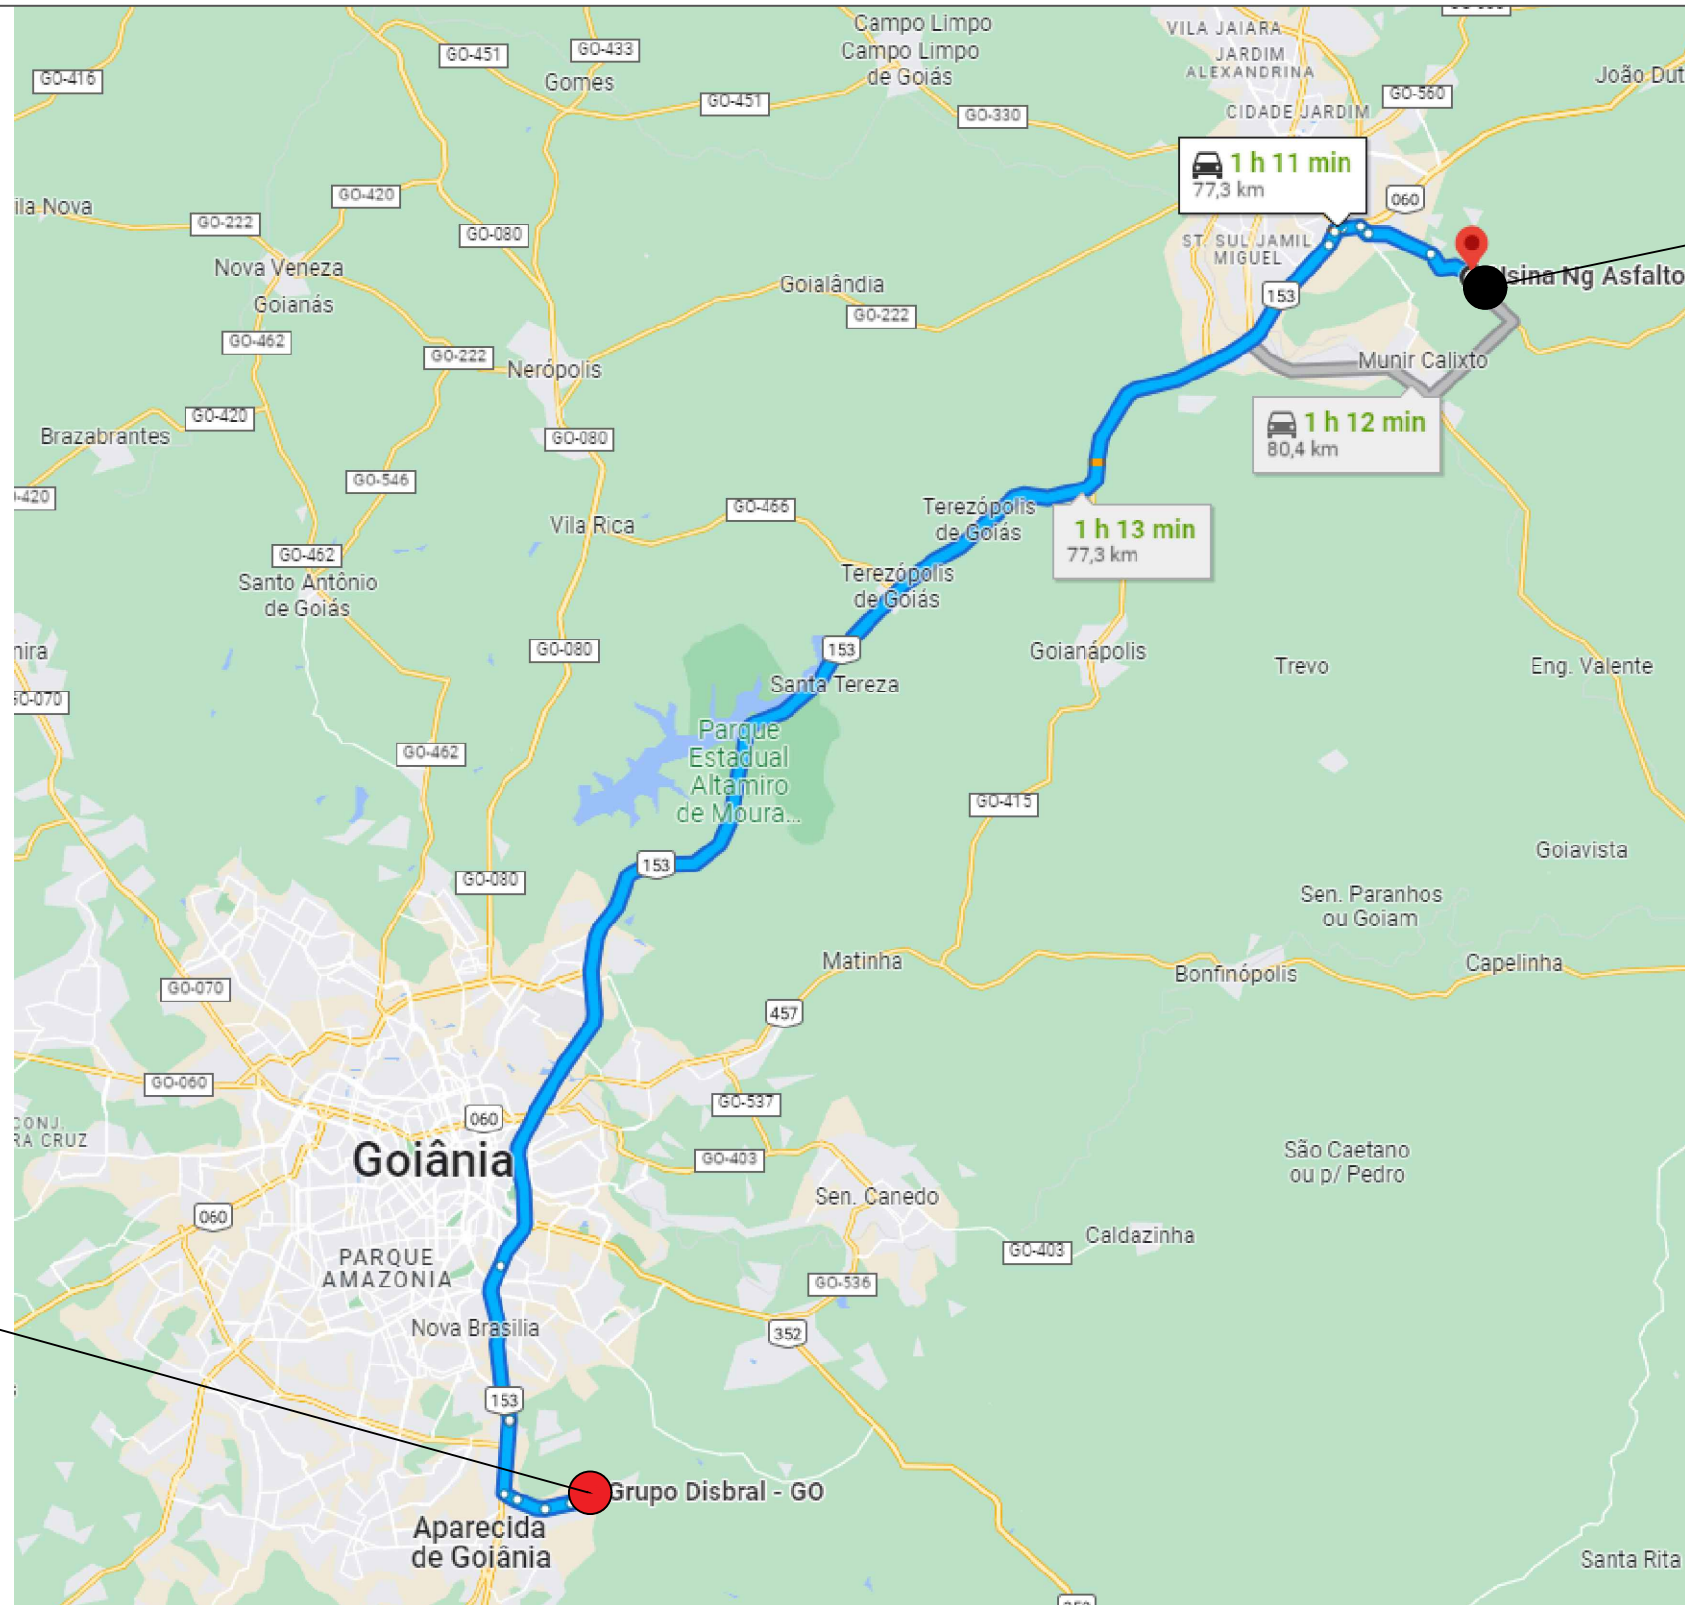 Campo Limpo
Campo Limpo
de Goiás
VILA JAIARA
JARDIM
ALEXANDRINA
GO-451
GO-433
GO-416
Gomes
João Dut
GO-560
GO-451
GO-330
CIDADE JARDIM
1 h 11 min
77,3 km
GO-420
060
ila Nova
GO-222
GO-080
ST. SUL JAMIL
MIGUEL
Nova Veneza
Goianás
Goialândia
153
Usina Ng Asfalto
GO-222
GO-462
GO-222
Nerópolis
Munir Calixto
GO-420
1 h 12 min
80,4 km
Brazabrantes
GO-080
GO-546
-420
GO-466
Terezópolis
de Goiás
Vila Rica
1 h 13 min
77,3 km
GO-462
Santo Antônio
de Goiás
Terezópolis
de Goiás
nira
GO-080
153
Goianápolis
Trevo
Eng. Valente
Santa Tereza
GO-070
Parque
Estadual
Altamiro
de Moura...
GO-462
GO-415
153
Goiavista
GO-080
Sen. Paranhos
ou Goiam
Matinha
Bonfinópolis
Capelinha
GO-070
457
GO-060
GO-537
060
CONJ.
RA CRUZ
Goiânia
GO-403
São Caetano
ou p/ Pedro
Sen. Canedo
060
Caldazinha
GO-403
PARQUE
AMAZONIA
GO-536
Nova Brasilia
352
153
Grupo Disbral - GO
Aparecida
de Goiânia
Santa Rita